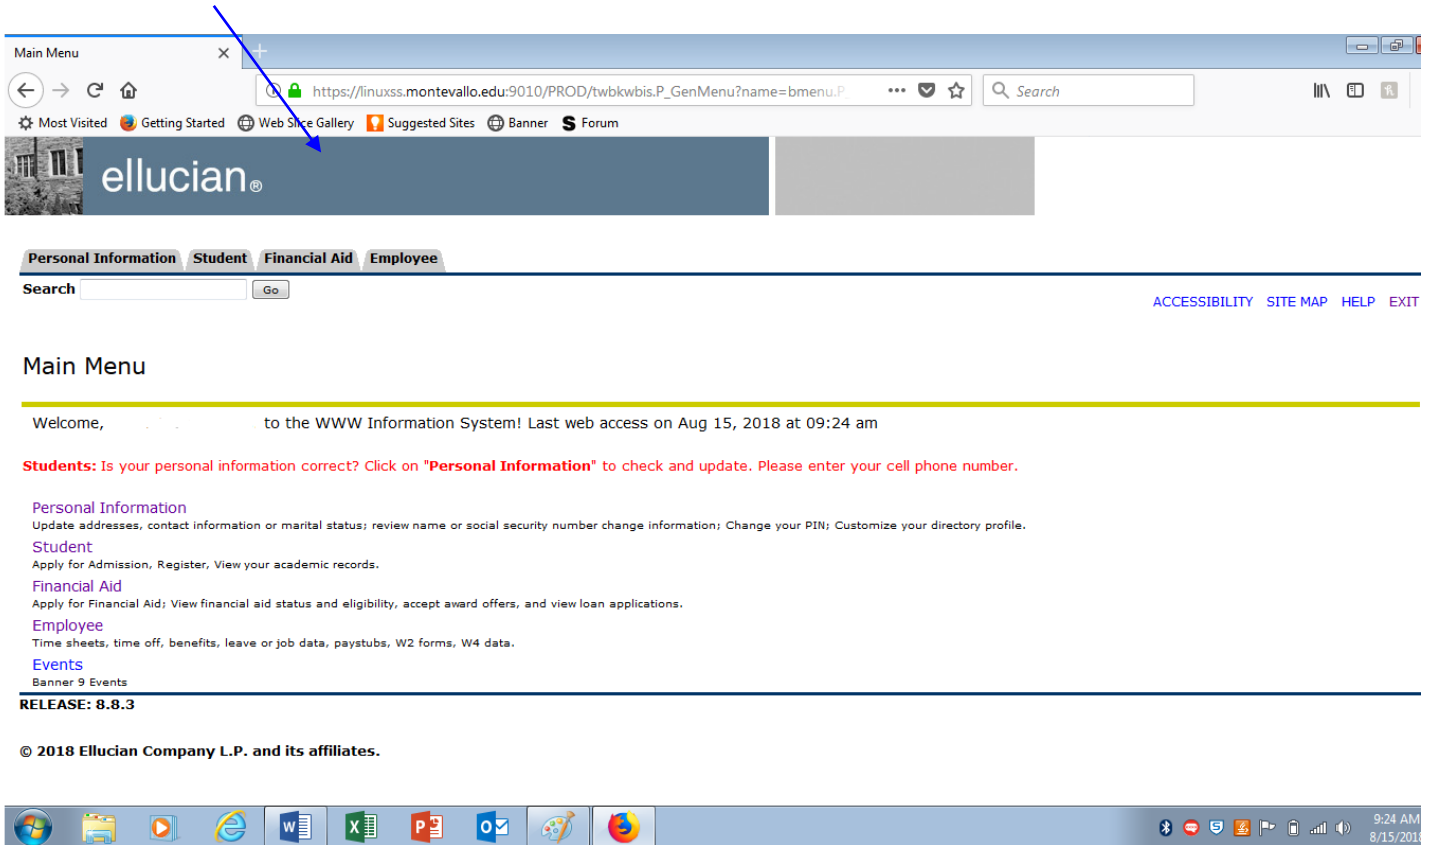 Main Menu
https://linuxss.montevallo.edu:9010/PROD/twbkwbis.P_GenMenu?name=bmenu.P_
Search
Most Visited Getting Started Web Slice Gallery Suggested Sites Banner S Forum
ellucian®
Personal Information Student Financial Aid Employee
Search Go
ACCESSIBILITY SITE MAP HELP EXIT
Main Menu
Welcome, to the WWW Information System! Last web access on Aug 15, 2018 at 09:24 am
Students: Is your personal information correct? Click on "Personal Information" to check and update. Please enter your cell phone number.
Personal Information
Update addresses, contact information or marital status; review name or social security number change information; Change your PIN; Customize your directory profile.
Student
Apply for Admission, Register, View your academic records.
Financial Aid
Apply for Financial Aid; View financial aid status and eligibility, accept award offers, and view loan applications.
Employee
Time sheets, time off, benefits, leave or job data, paystubs, W2 forms, W4 data.
Events
Banner 9 Events
RELEASE: 8.8.3
© 2018 Ellucian Company L.P. and its affiliates.
9:24 AM
8/15/2018